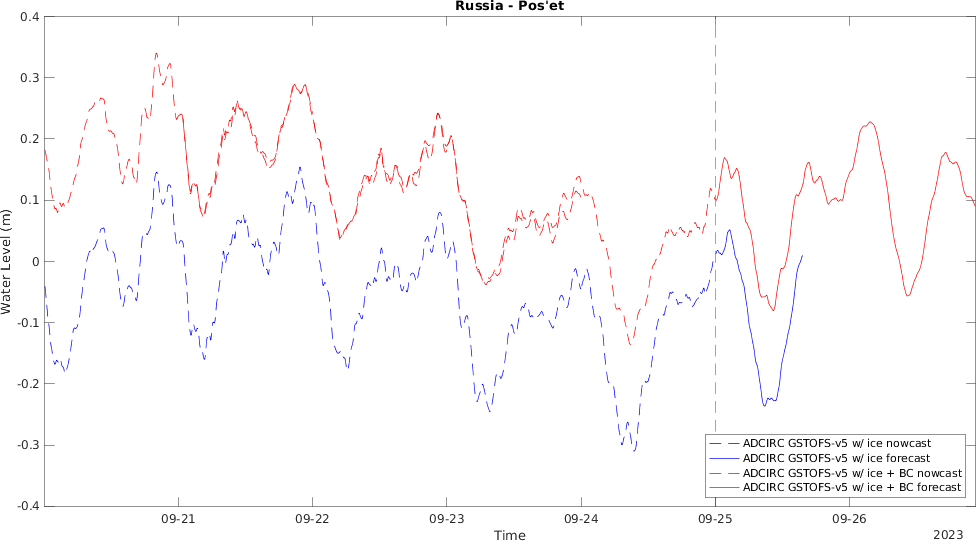 Russia - Pos'et
0.4
0.3
0.2
0.1
0
-0.1
-0.2
-0.3
-0.4
Water Level (m)
09-21 09-22 09-23 09-24 09-25 09-26
Time
2023
ADCIRC GSTOFS-v5 w/ ice nowcast
ADCIRC GSTOFS-v5 w/ ice forecast
ADCIRC GSTOFS-v5 w/ ice + BC nowcast
ADCIRC GSTOFS-v5 w/ ice + BC forecast